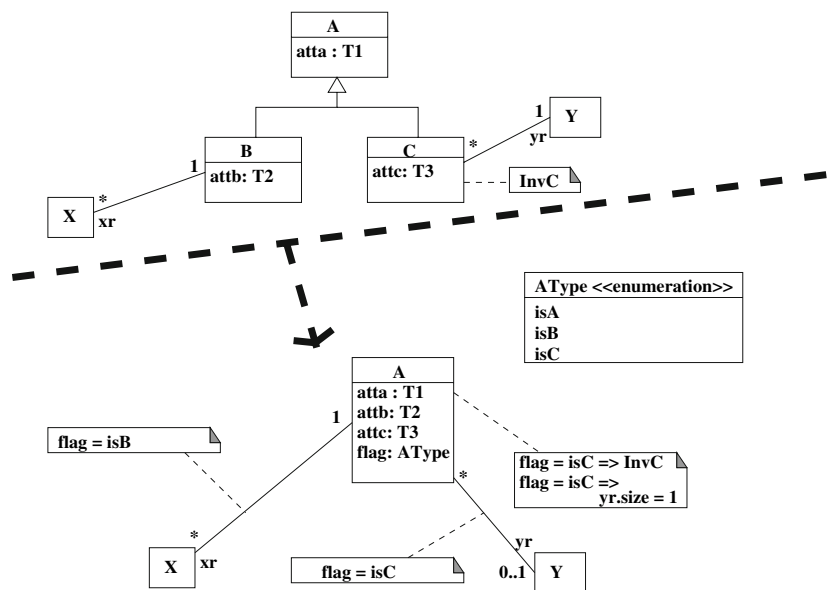 A
atta : T1
1
Y
yr
*
B
attb: T2
1
C
attc: T3
InvC
*
X
xr
AType <<enumeration>>
isA
isB
isC
A
atta : T1
attb: T2
attc: T3
flag: AType
1
flag = isB
flag = isC => InvC
flag = isC =>
yr.size = 1
*
*
X
xr
flag = isC
yr
0..1
Y